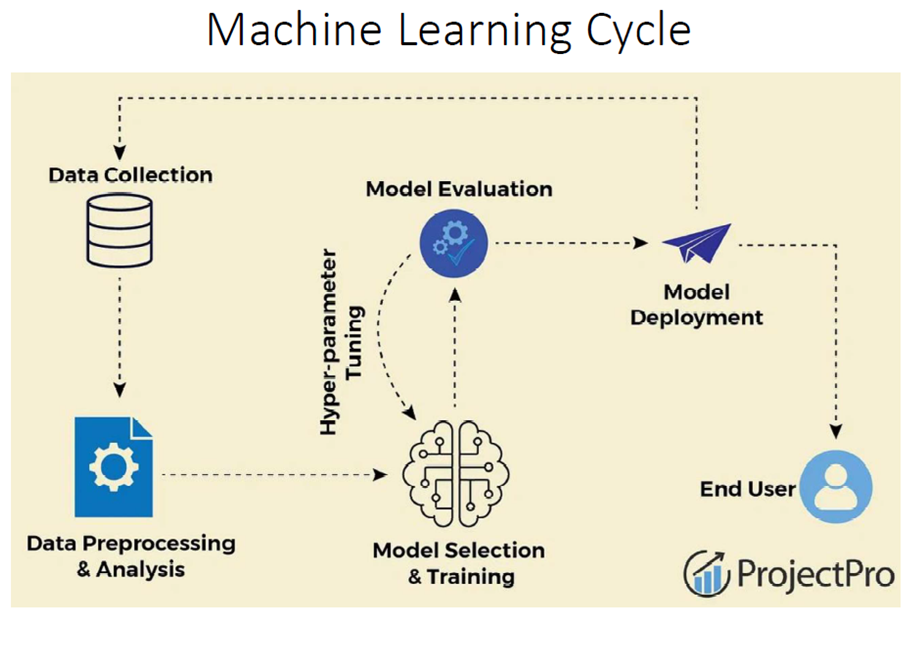 Machine Learning Cycle
Data Collection
Model Evaluation
Hyper-parameter
Tuning
Model
Deployment
Data Preprocessing
& Analysis
Model Selection
& Training
End User
ProjectPro